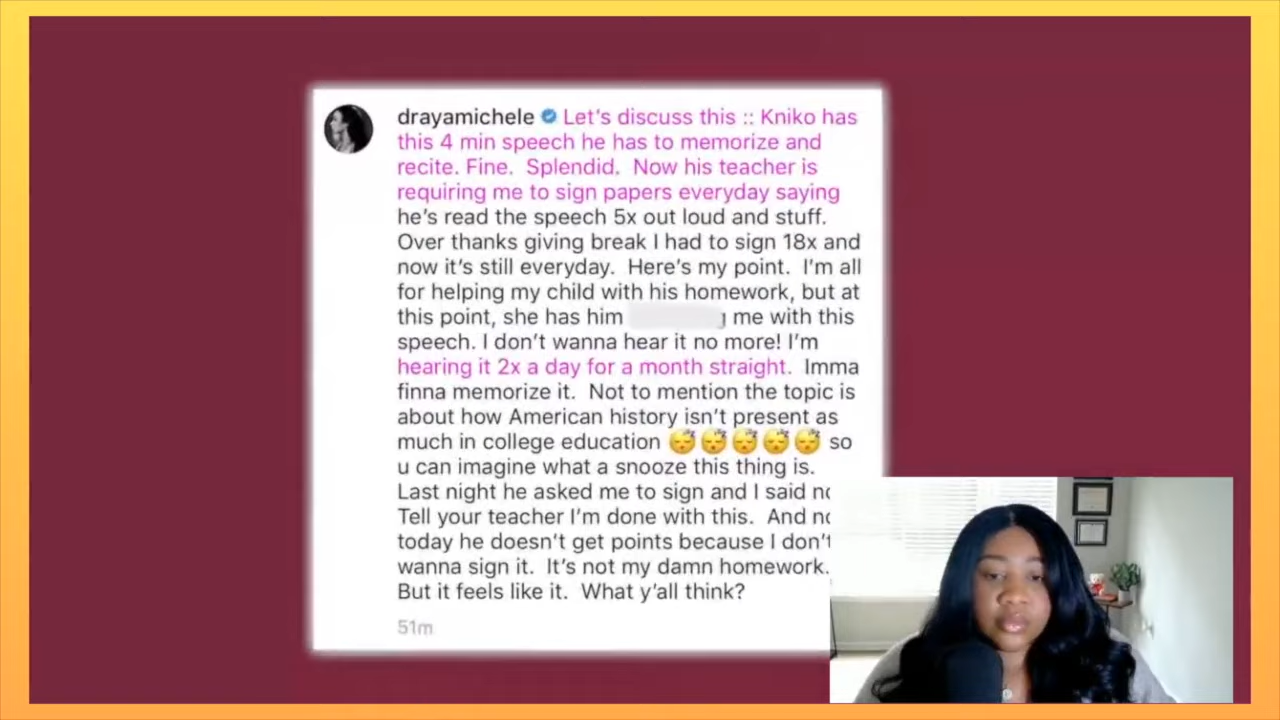 drayamichele Let's discuss this :: Kniko has
this 4 min speech he has to memorize and
recite. Fine. Splendid. Now his teacher is
requiring me to sign papers everyday saying
he's read the speech 5x out loud and stuff.
Over thanks giving break I had to sign 18x and
now it's still everyday. Here's my point. I'm all
for helping my child with his homework, but at
this point, she has him me with this
speech. I don't wanna hear it no more! I'm
hearing it 2x a day for a month straight. Imma
finna memorize it. Not to mention the topic is
about how American history isn't present as
much in college education 😴😴😴😴😴 so
u can imagine what a snooze this thing is.
Last night he asked me to sign and I said
Tell your teacher I'm done with this. And
today he doesn't get points because I don't
wanna sign it. It's not my damn homework.
But it feels like it. What y'all think?
51m